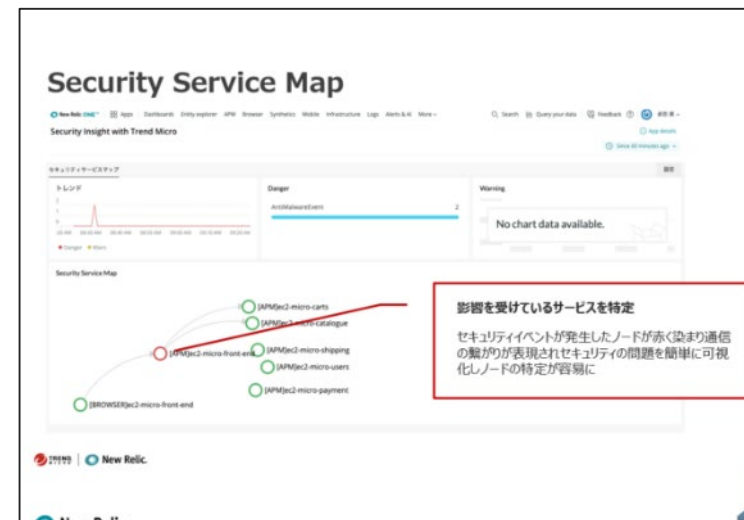 Security Service Map
New Relic ONE™ Apps Dashboards Entity explorer APM Browser Synthetics Mobile Infrastructure Logs Alerts & AI More
Search Query your data Feedback
Security Insight with Trend Micro
App details
Since 30 minutes ago
セキュリティサービスマップ
トレンド
Danger
Warning
AntiMalwareEvent 2
No chart data available.
Danger Warn
Security Service Map
[APM]ec2-micro-carts
[APM]ec2-micro-catalogue
[APM]ec2-micro-front-end
[APM]ec2-micro-shipping
[APM]ec2-micro-users
[APM]ec2-micro-payment
[BROWSER]ec2-micro-front-end
影響を受けているサービスを特定
セキュリティイベントが発生したノードが赤く染まり通信
の繋がりが表現されセキュリティの問題を簡単に可視
化しノードの特定が容易に
TREND MICRO New Relic.